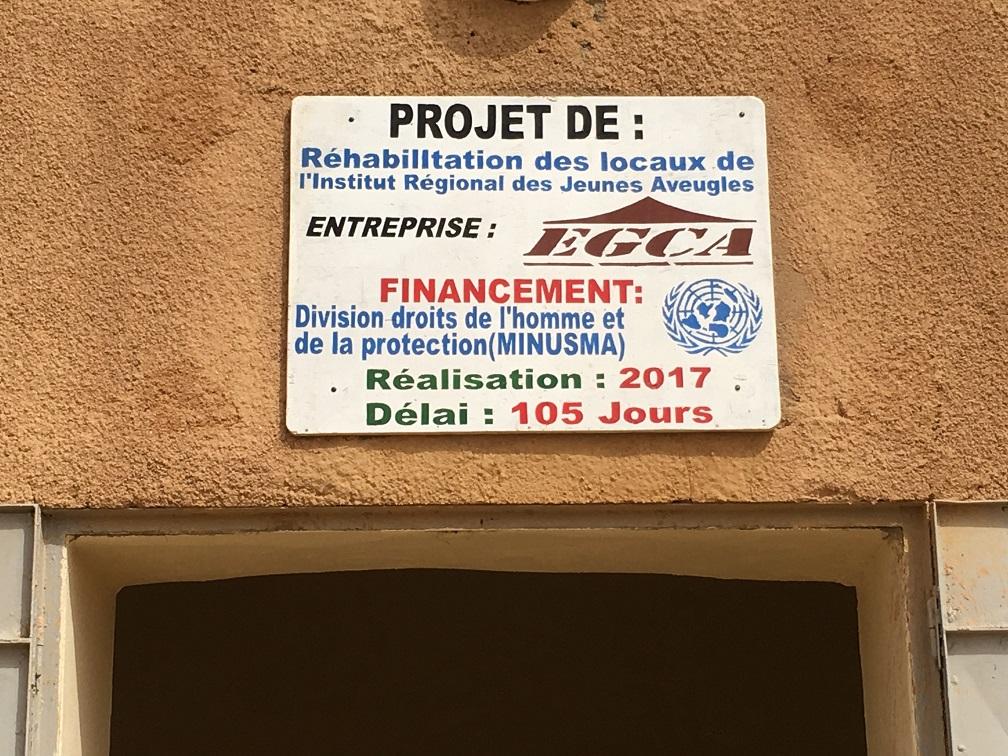 PROJET DE :
Réhabilltation des locaux de
l'Institut Régional des Jeunes Aveugles
ENTREPRISE : EGCA
FINANCEMENT:
Division droits de l'homme et
de la protection(MINUSMA)
Réalisation : 2017
Délai : 105 Jours